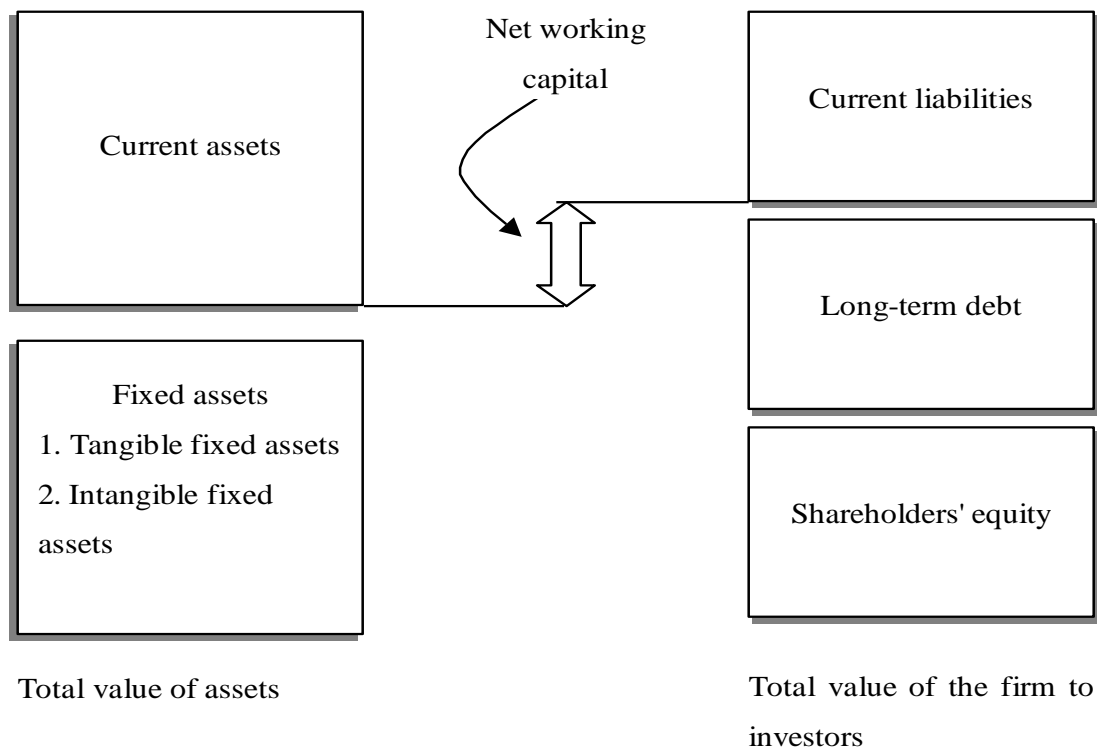 Net working
capital
Current assets
Current liabilities
Long-term debt
Fixed assets
1. Tangible fixed assets
2. Intangible fixed
assets
Shareholders' equity
Total value of assets
Total value of the firm to
investors